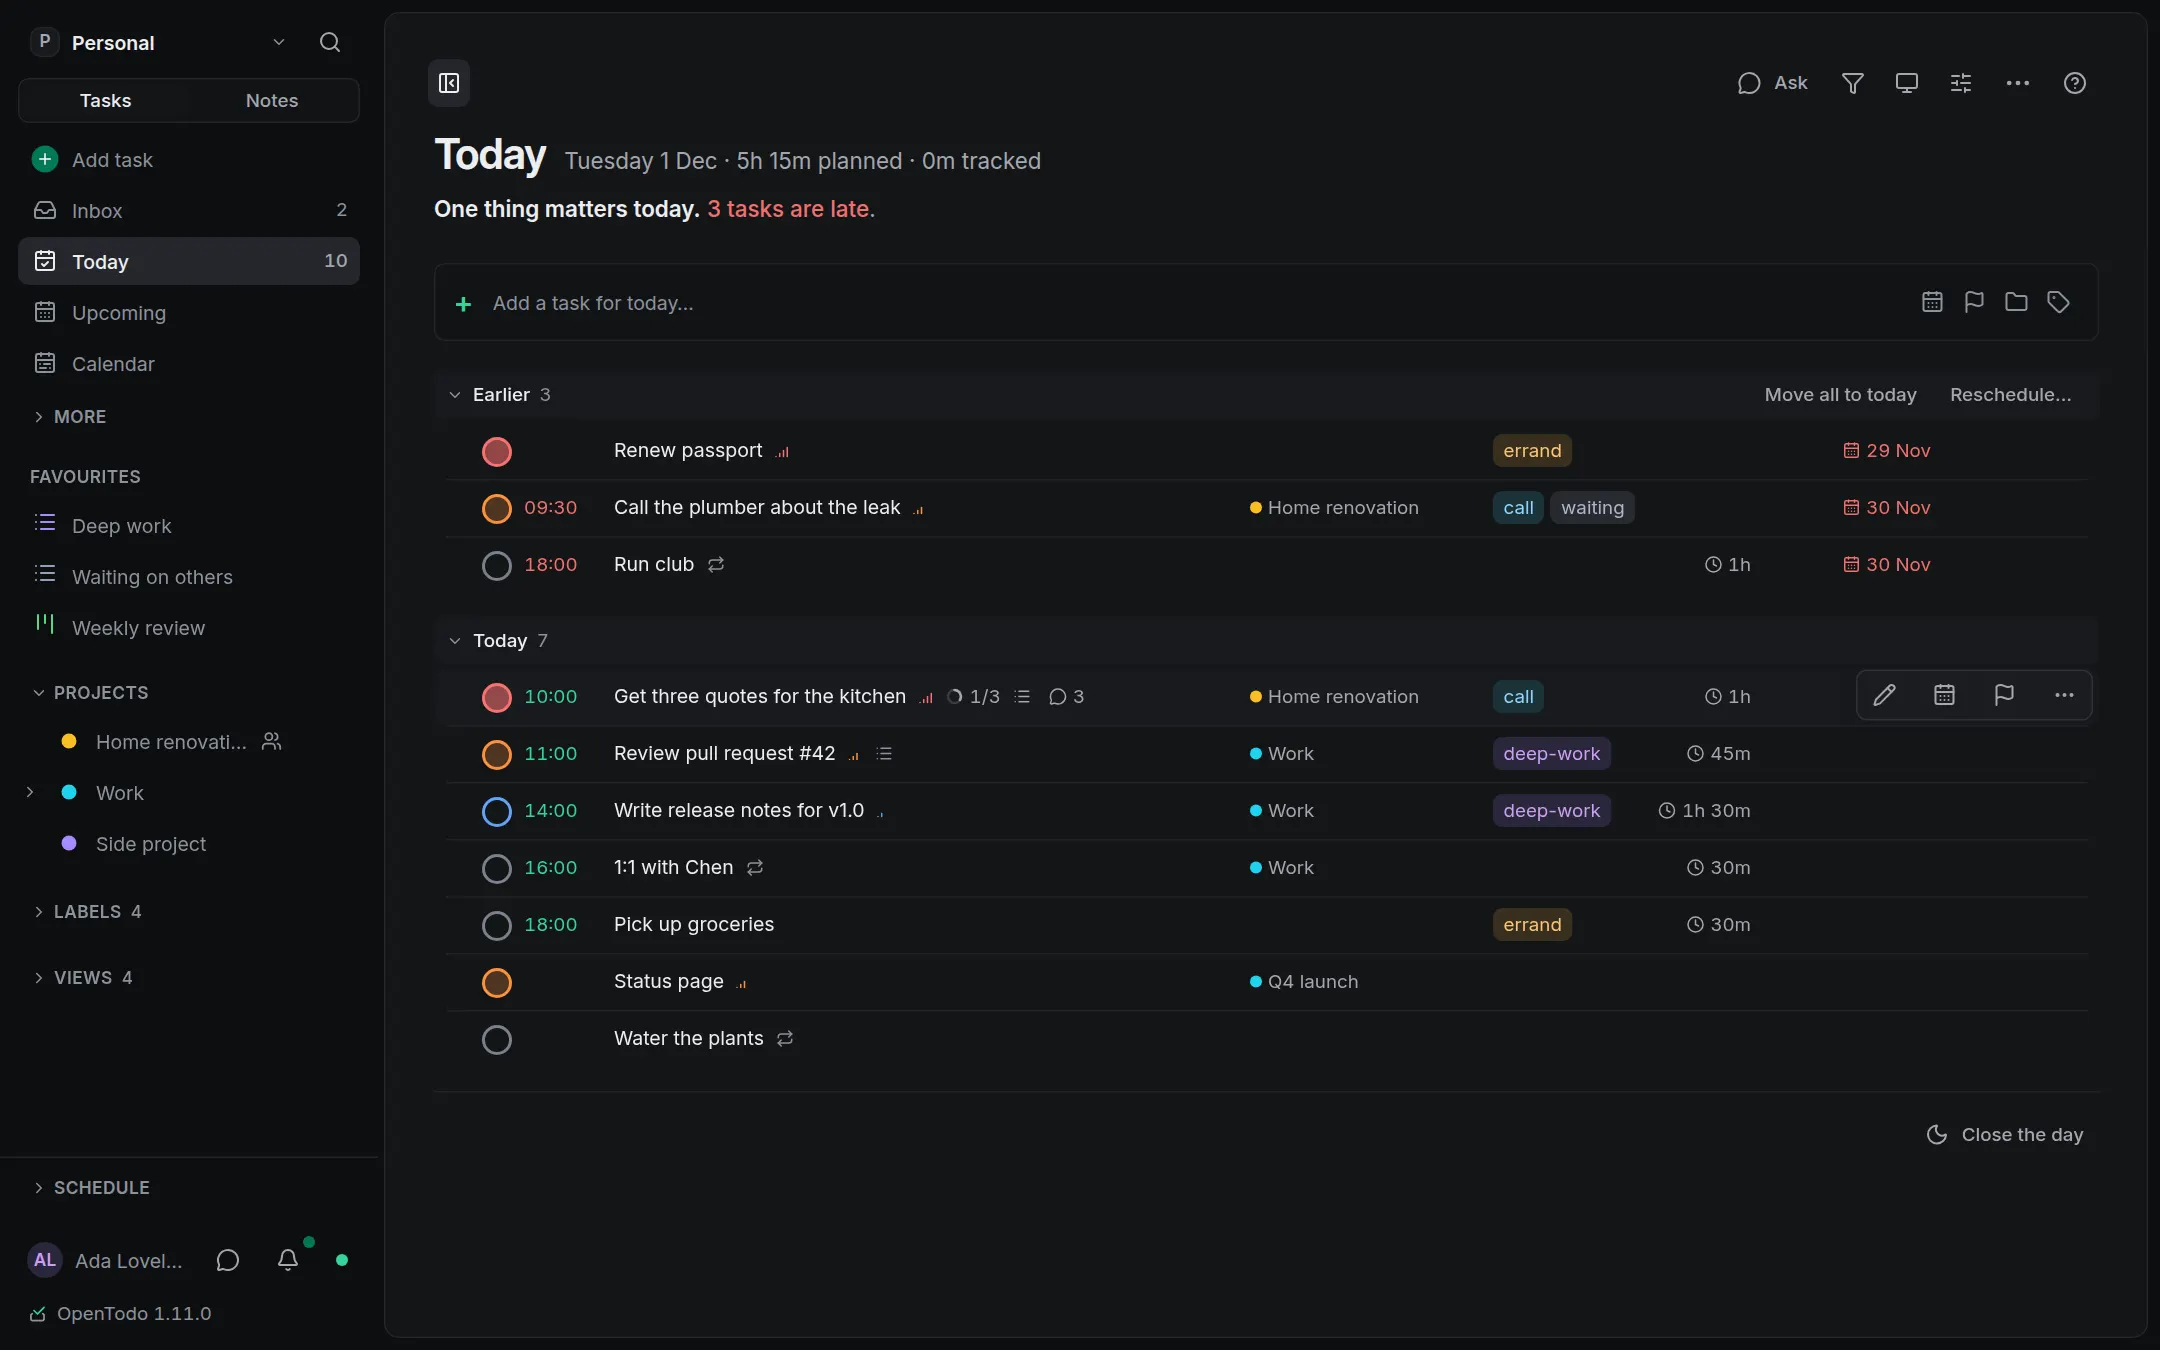 P Personal
Tasks Notes
Add task
Inbox 2
Today 10
Upcoming
Calendar
MORE
FAVOURITES
Deep work
Waiting on others
Weekly review
PROJECTS
Home renovati...
Work
Side project
LABELS 4
VIEWS 4
SCHEDULE
AL Ada Lovel...
OpenTodo 1.11.0
Ask
Today Tuesday 1 Dec · 5h 15m planned · 0m tracked
One thing matters today. 3 tasks are late.
Add a task for today...
Earlier 3 Move all to today Reschedule...
Renew passport errand 29 Nov
09:30 Call the plumber about the leak Home renovation call waiting 30 Nov
18:00 Run club 1h 30 Nov
Today 7
10:00 Get three quotes for the kitchen 1/3 3 Home renovation call 1h
11:00 Review pull request #42 Work deep-work 45m
14:00 Write release notes for v1.0 Work deep-work 1h 30m
16:00 1:1 with Chen Work 30m
18:00 Pick up groceries errand 30m
Status page Q4 launch
Water the plants
Close the day